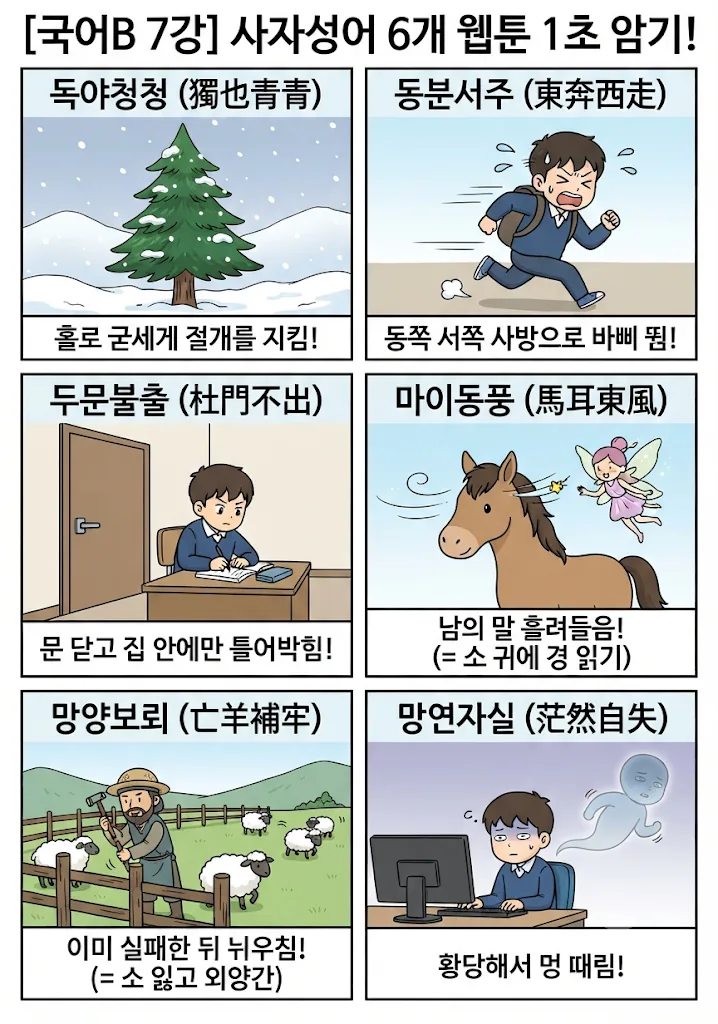 [국어B 7강] 사자성어 6개 웹툰 1초 암기!
독야청청 (獨也青青)
홀로 굳세게 절개를 지킴!
동분서주 (東奔西走)
동쪽 서쪽 사방으로 바삐 뜀!
두문불출 (杜門不出)
문 닫고 집 안에만 틀어박힘!
마이동풍 (馬耳東風)
남의 말 흘려들음!
(= 소 귀에 경 읽기)
망양보뢰 (亡羊補牢)
이미 실패한 뒤 뉘우침!
(= 소 잃고 외양간)
망연자실 (茫然自失)
황당해서 멍 때림!